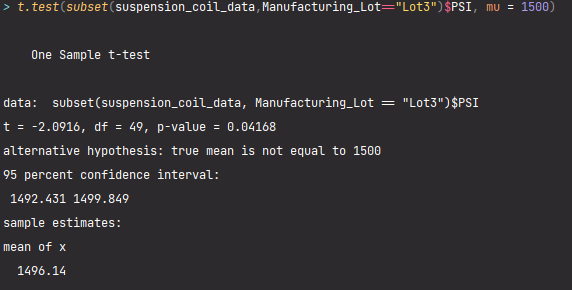 > t.test(subset(suspension_coil_data,Manufacturing_Lot=="Lot3")$PSI, mu = 1500)
One Sample t-test
data:  subset(suspension_coil_data, Manufacturing_Lot == "Lot3")$PSI
t = -2.0916, df = 49, p-value = 0.04168
alternative hypothesis: true mean is not equal to 1500
95 percent confidence interval:
1492.431 1499.849
sample estimates:
mean of x
1496.14